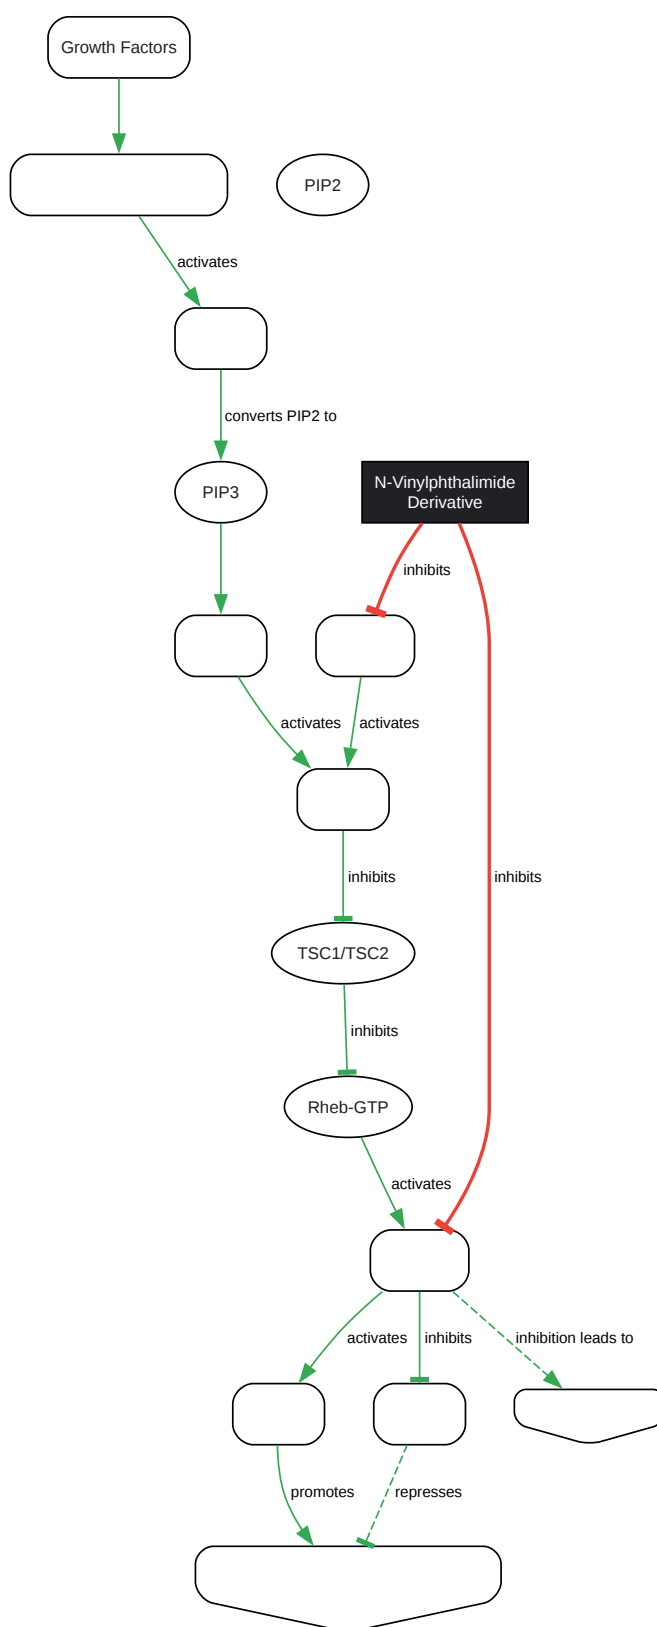 Growth Factors
PIP2
activates
converts PIP2 to
PIP3
N-Vinylphthalimide
Derivative
inhibits
activates
activates
inhibits
inhibits
TSC1/TSC2
inhibits
Rheb-GTP
activates
activates
inhibits
inhibition leads to
promotes
represses